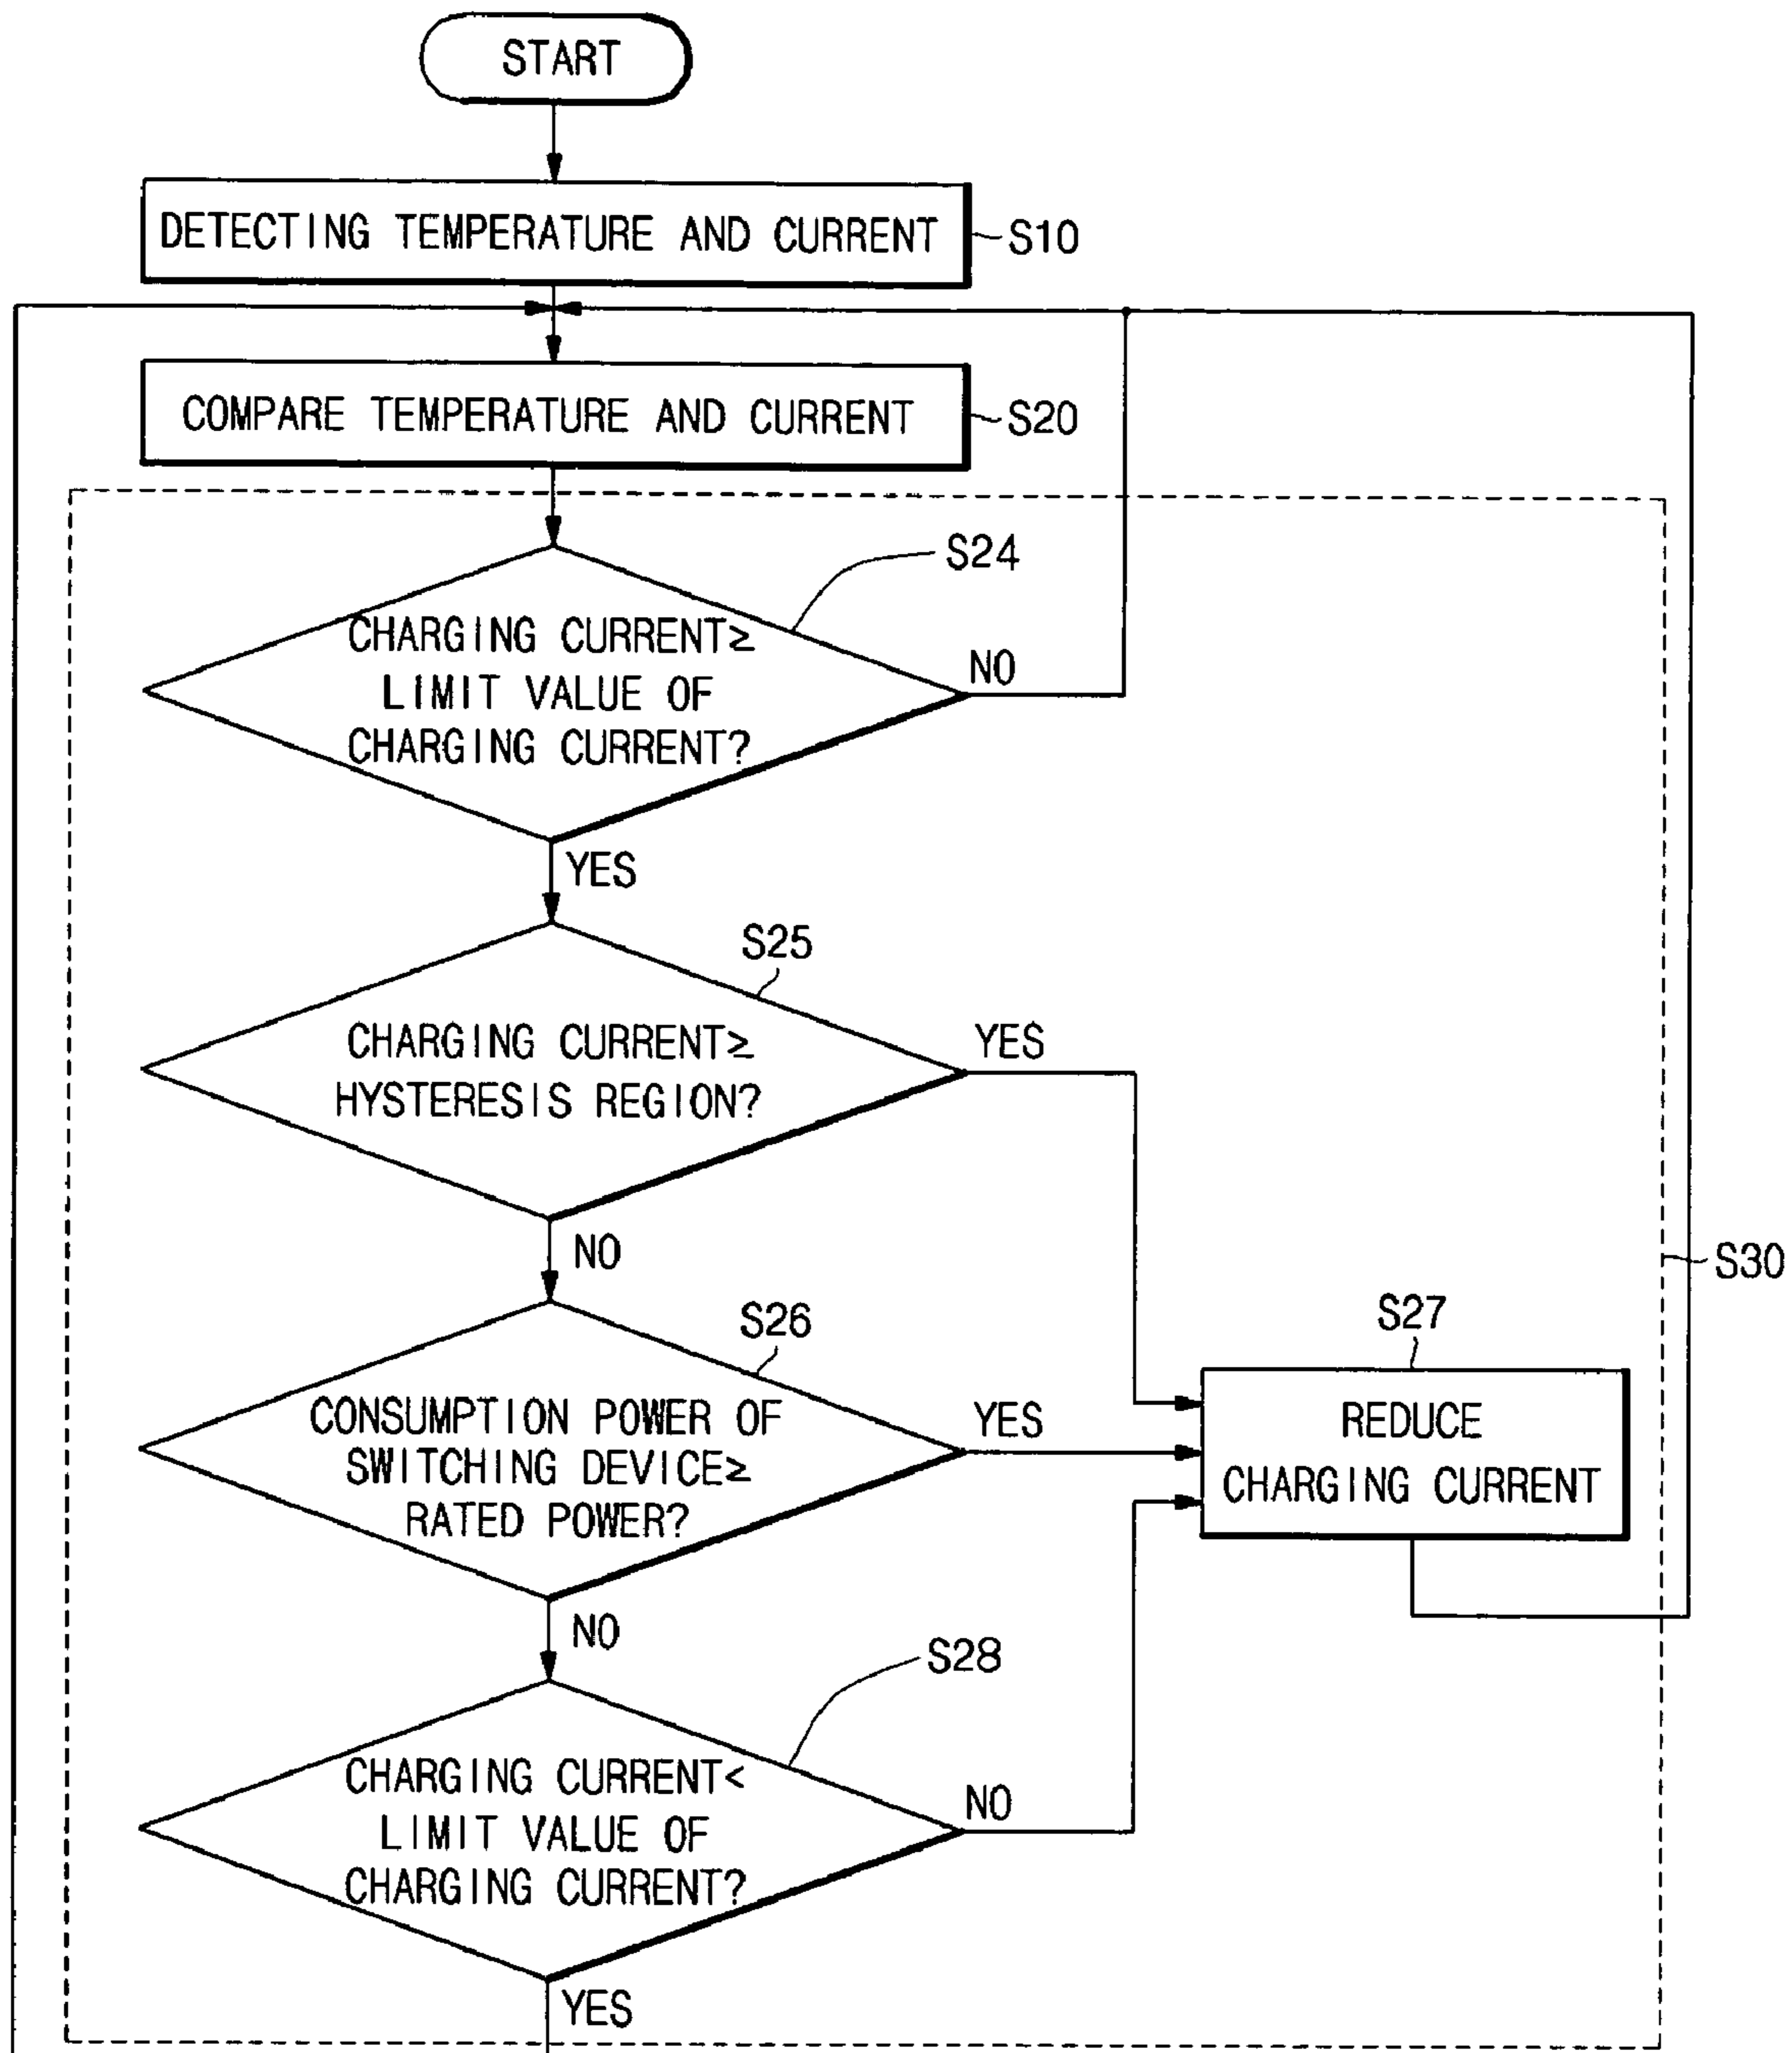 START
DETECTING TEMPERATURE AND CURRENT
S10
COMPARE TEMPERATURE AND CURRENT
S20
S24
CHARGING CURRENT≥
LIMIT VALUE OF
CHARGING CURRENT?
NO
YES
S25
CHARGING CURRENT≥
HYSTERESIS REGION?
YES
NO
S30
S26
CONSUMPTION POWER OF
SWITCHING DEVICE≥
RATED POWER?
YES
S27
REDUCE
CHARGING CURRENT
NO
S28
CHARGING CURRENT<
LIMIT VALUE OF
CHARGING CURRENT?
NO
YES